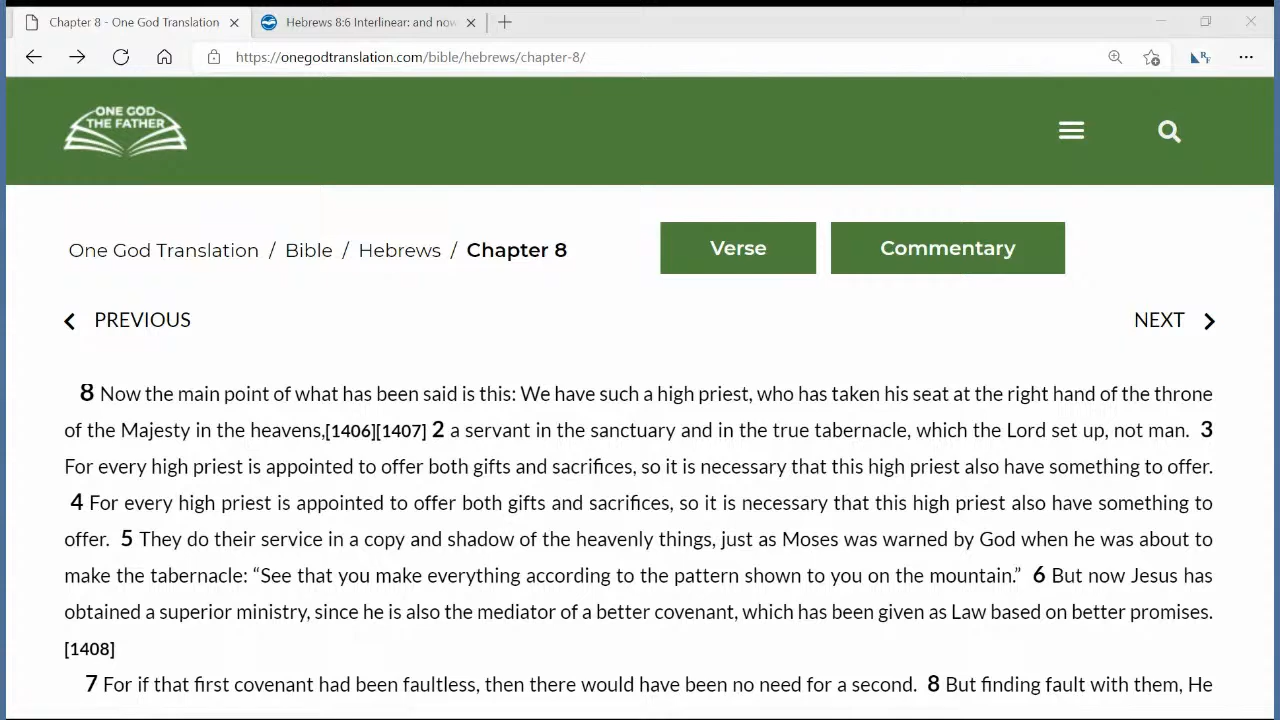 Chapter 8 - One God Translation
Hebrews 8:6 Interlinear: and now
https://onegodtranslation.com/bible/hebrews/chapter-8/
ONE GOD
THE FATHER
One God Translation / Bible / Hebrews / Chapter 8
Verse
Commentary
PREVIOUS
NEXT
8 Now the main point of what has been said is this: We have such a high priest, who has taken his seat at the right hand of the throne
of the Majesty in the heavens,[1406][1407] 2 a servant in the sanctuary and in the true tabernacle, which the Lord set up, not man. 3
For every high priest is appointed to offer both gifts and sacrifices, so it is necessary that this high priest also have something to offer.
4 For every high priest is appointed to offer both gifts and sacrifices, so it is necessary that this high priest also have something to
offer. 5 They do their service in a copy and shadow of the heavenly things, just as Moses was warned by God when he was about to
make the tabernacle: “See that you make everything according to the pattern shown to you on the mountain.” 6 But now Jesus has
obtained a superior ministry, since he is also the mediator of a better covenant, which has been given as Law based on better promises.
[1408]
7 For if that first covenant had been faultless, then there would have been no need for a second. 8 But finding fault with them, He